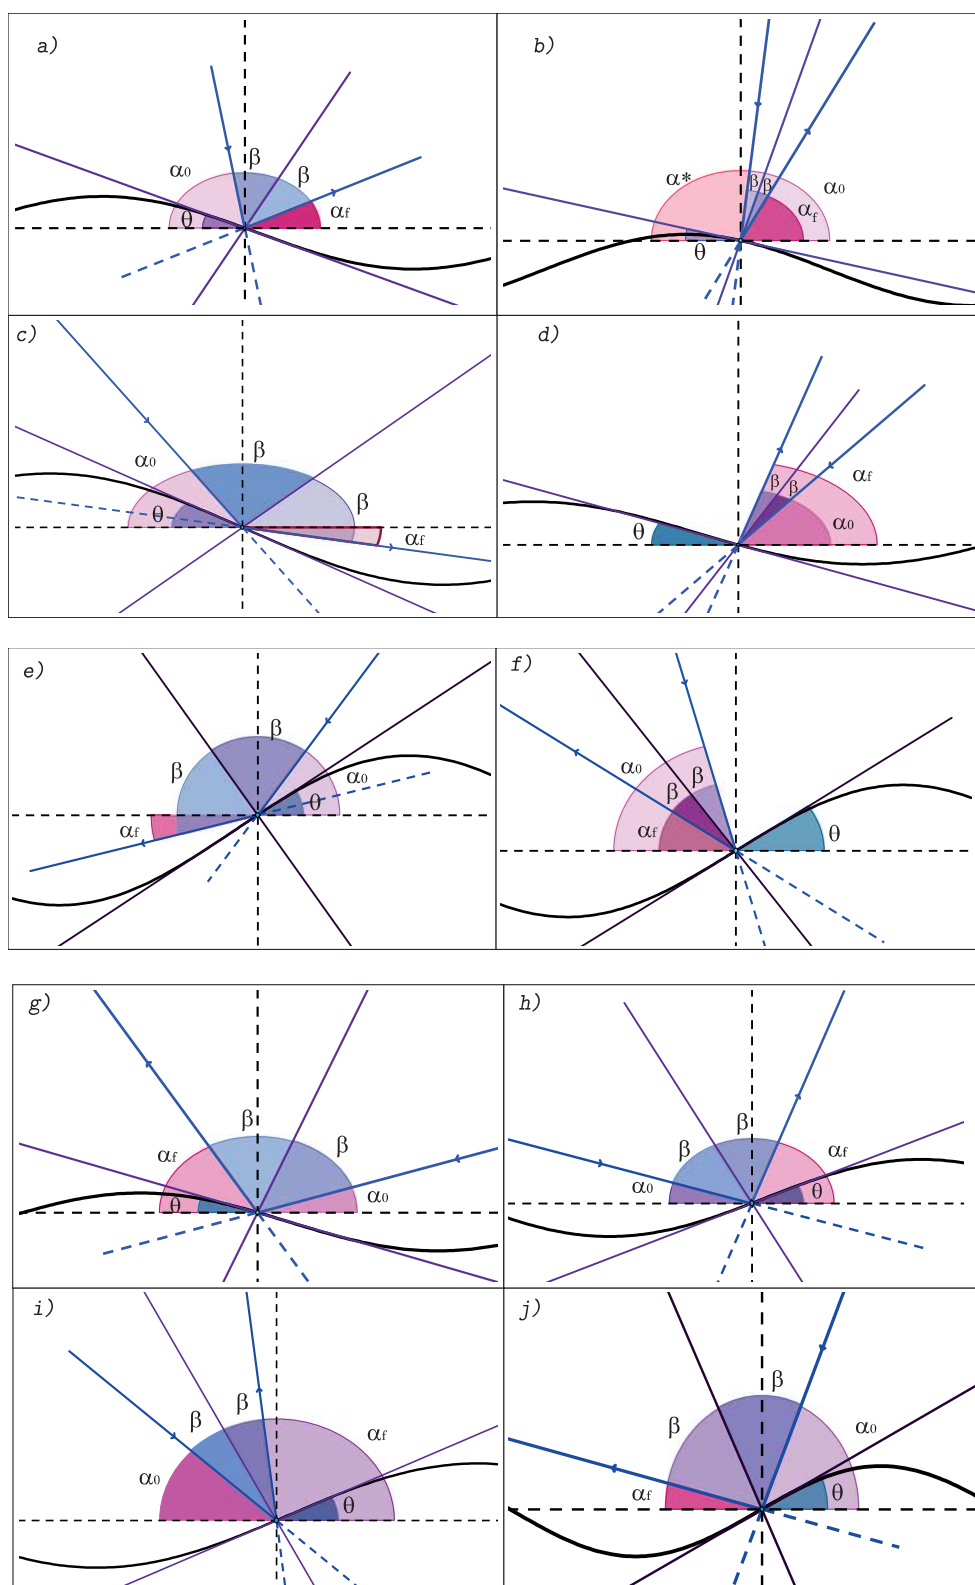 a)
α₀ β β αf θ
b)
α* β β α₀ αf θ
c)
α₀ β β θ αf
d)
β β αf α₀ θ
e)
β β α₀ θ αf
f)
α₀ β β αf θ
g)
αf β β θ α₀
h)
α₀ β β αf θ
i)
α₀ β β αf θ
j)
β β α₀ αf θ